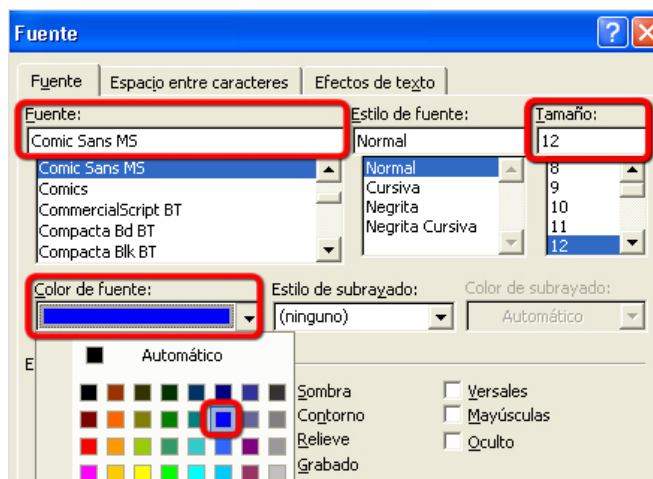 Fuente
Fuente Espacio entre caracteres Efectos de texto
Fuente: Estilo de fuente: Tamaño:
Comic Sans MS Normal 12
Comic Sans MS Normal 8
Comics Cursiva 9
CommercialScript BT Negrita 10
Compacta Bd BT Negrita Cursiva 11
Compacta Blk BT 12
Color de fuente: Estilo de subrayado: Color de subrayado:
(ninguno) Automático
Automático
E
Sombra Versales
Contorno Mayúsculas
Relieve Oculto
Grabado